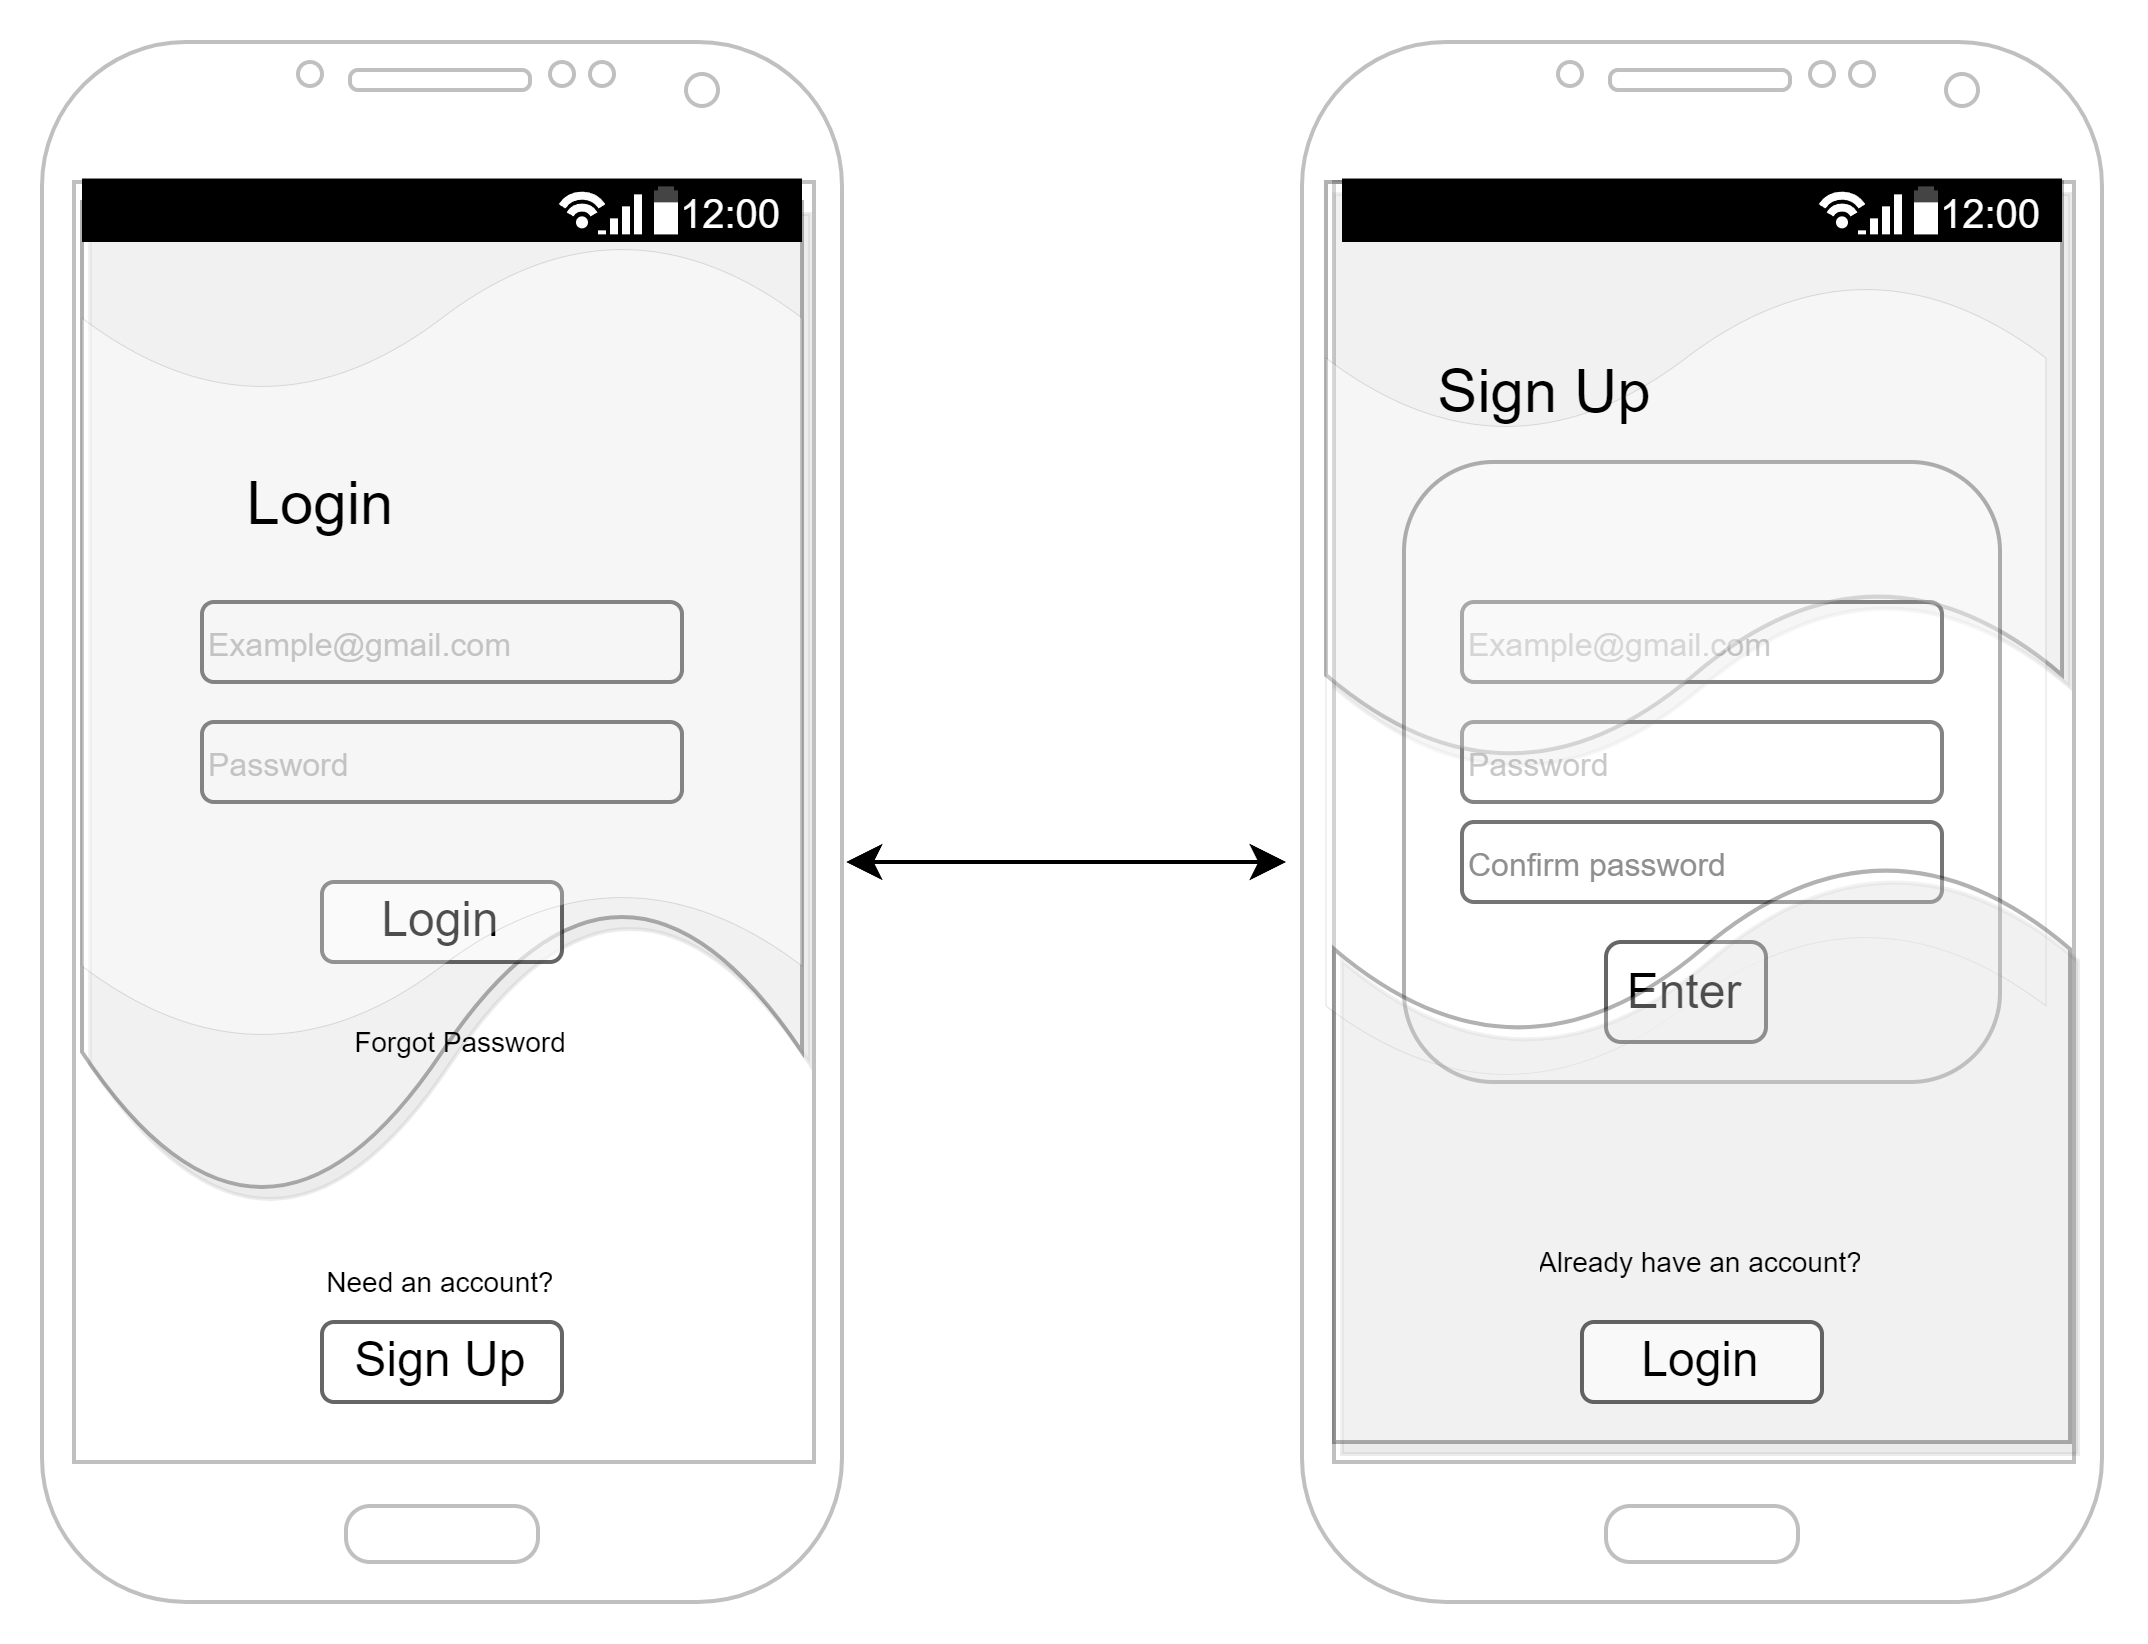 12:00
Login
Example@gmail.com
Password
Login
Forgot Password
Need an account?
Sign Up
12:00
Sign Up
Example@gmail.com
Password
Confirm password
Enter
Already have an account?
Login